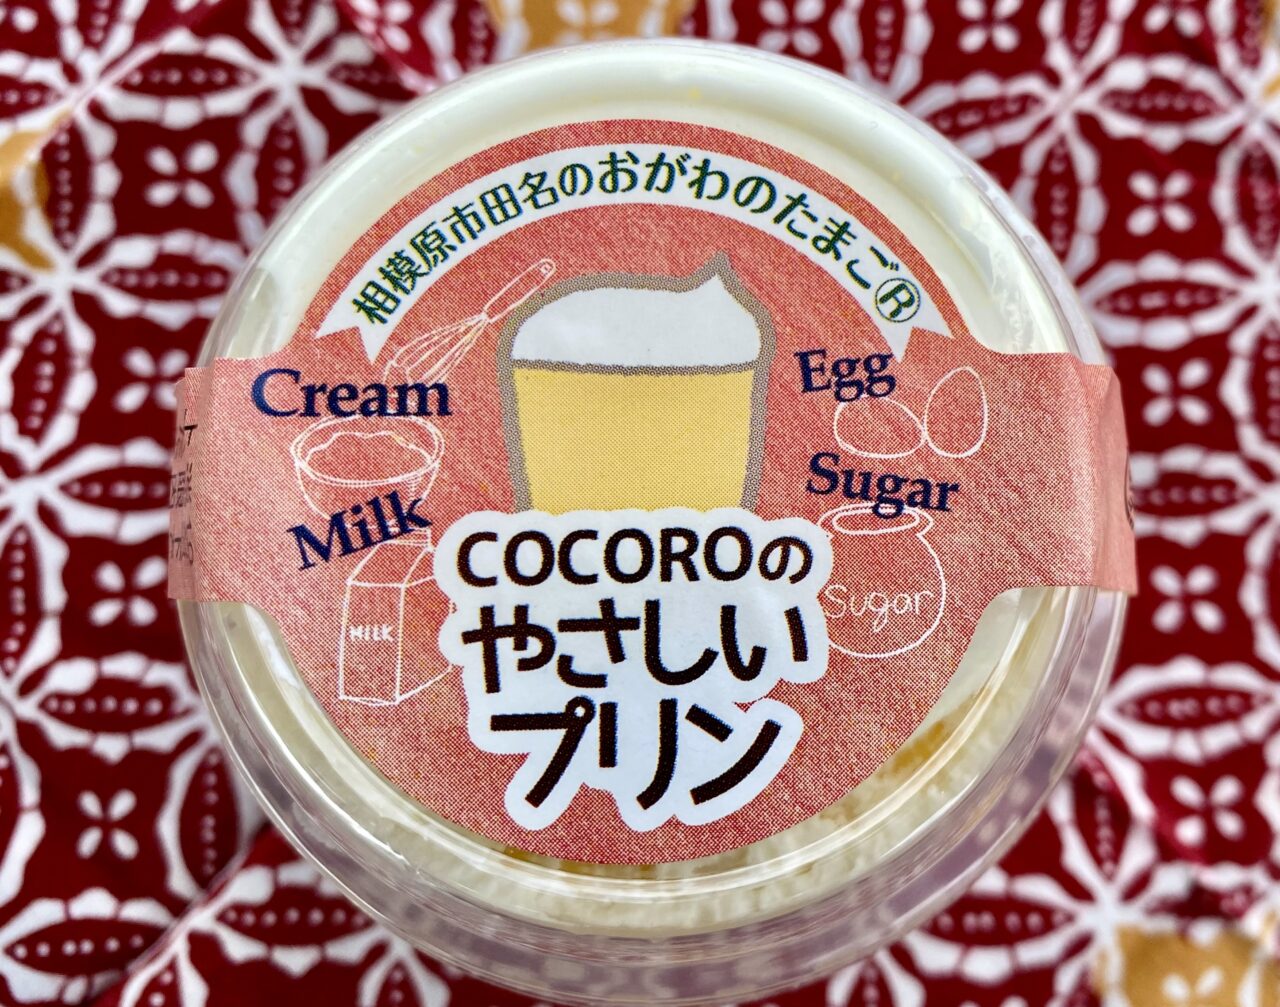 相模原市田名のおがわのたまご®
Cream
Egg
Milk
Sugar
COCOROの
やさしい
プリン
MILK
Sugar